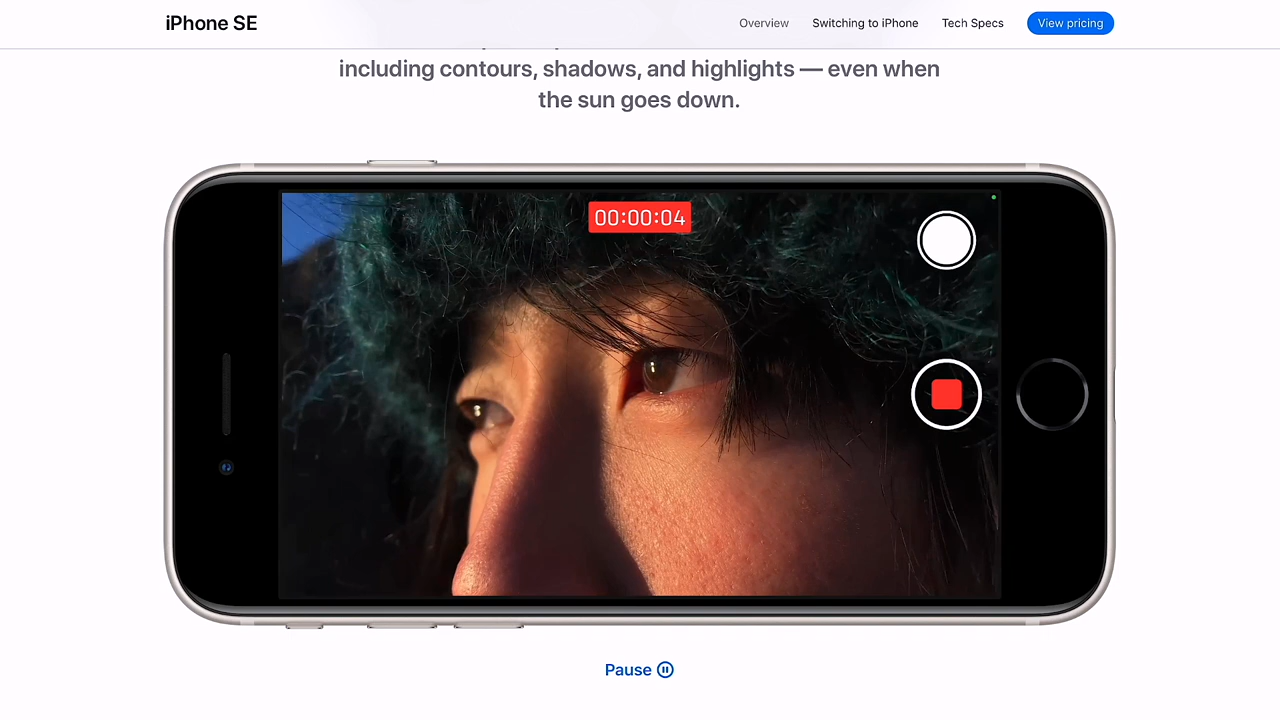 iPhone SE
Overview Switching to iPhone Tech Specs View pricing
including contours, shadows, and highlights — even when
the sun goes down.
00:00:04
Pause